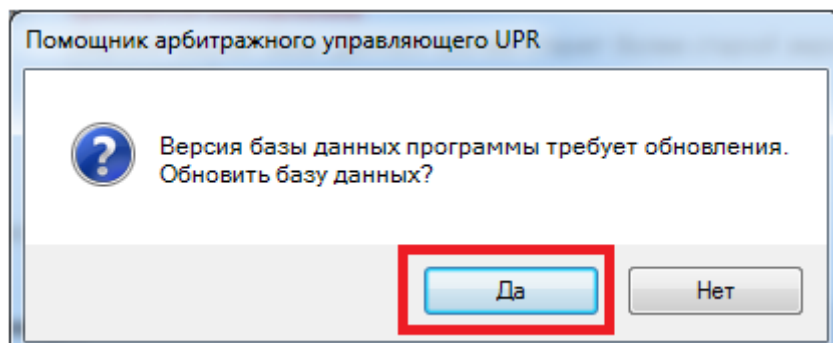 Помощник арбитражного управляющего UPR
Версия базы данных программы требует обновления.
Обновить базу данных?
Да
Нет